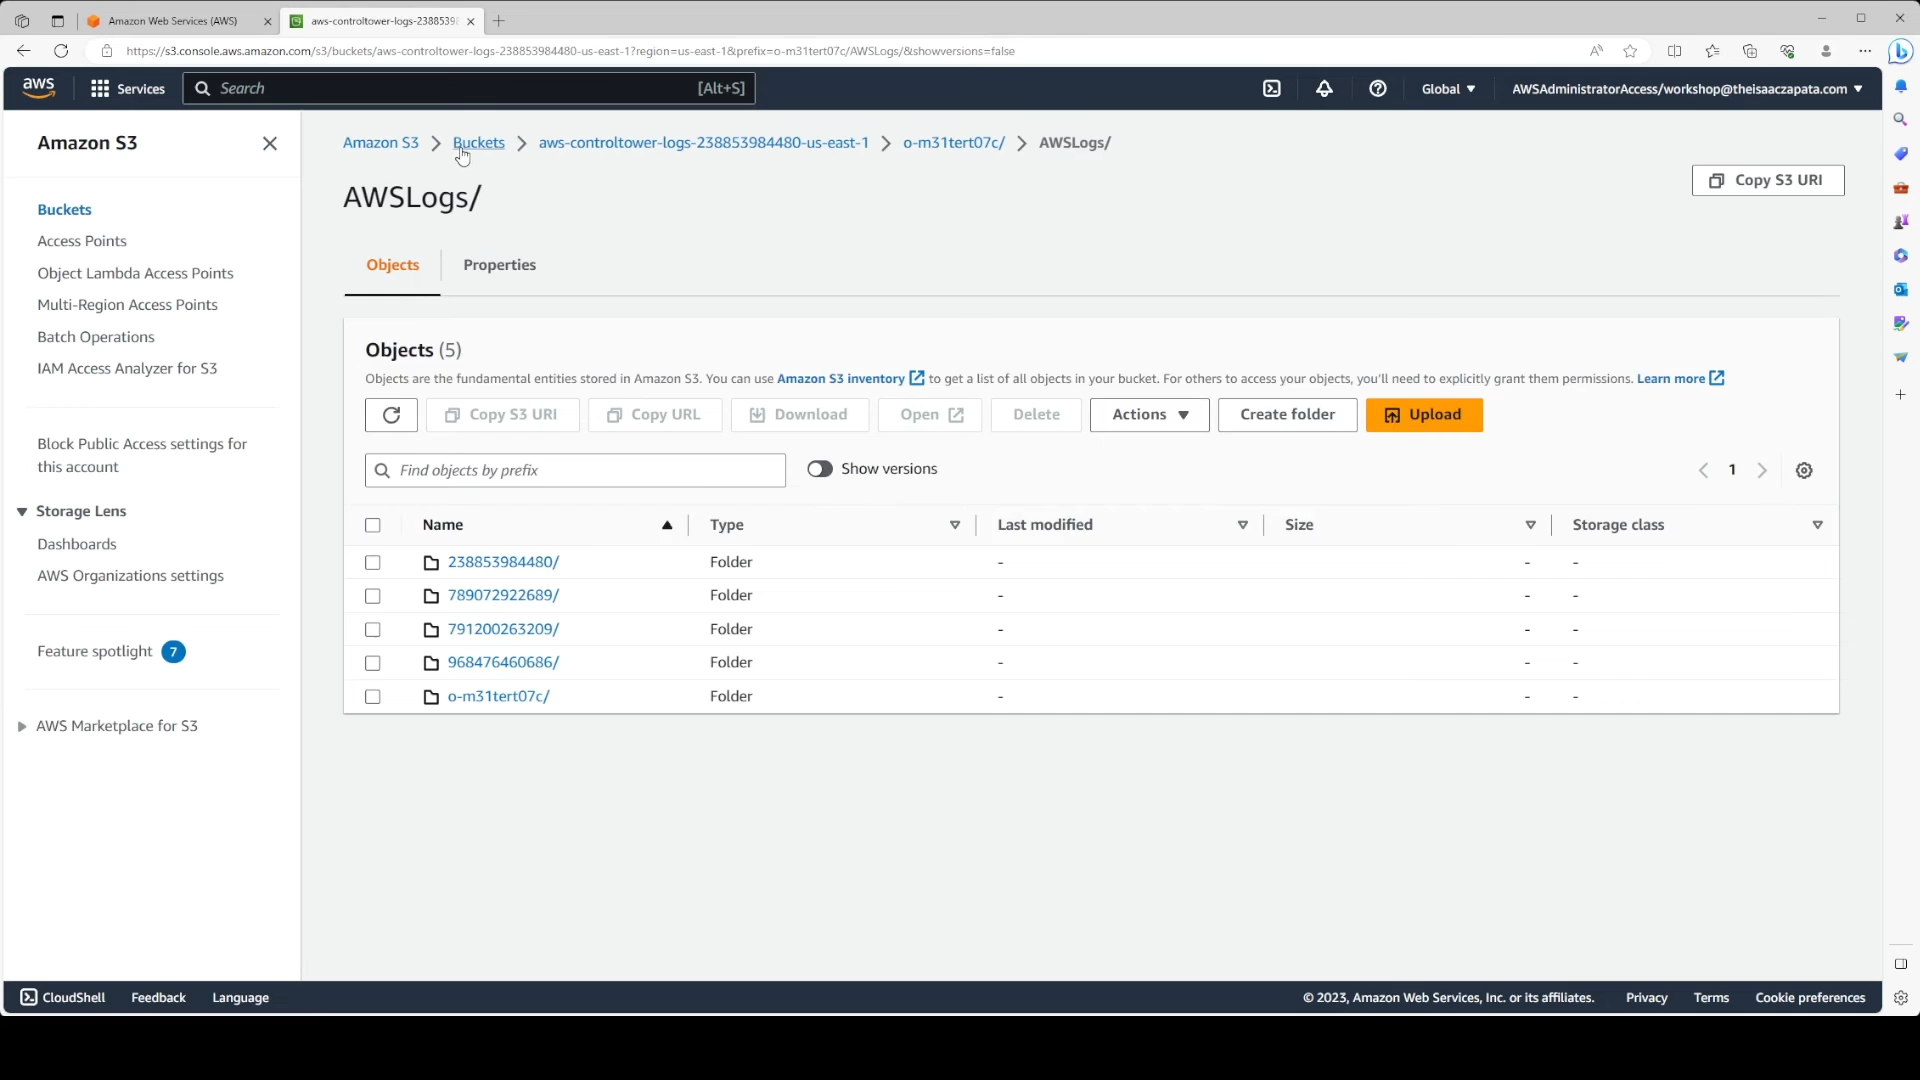 Amazon Web Services (AWS)
aws-controltower-logs-2388539
https://s3.console.aws.amazon.com/s3/buckets/aws-controltower-logs-238853984480-us-east-1?region=us-east-1&prefix=o-m31tert07c/AWSLogs/&showversions=false
aws
Services
Search
[Alt+S]
Global
AWSAdministratorAccess/workshop@theisaaczapata.com
Amazon S3
Buckets
Access Points
Object Lambda Access Points
Multi-Region Access Points
Batch Operations
IAM Access Analyzer for S3
Block Public Access settings for
this account
Storage Lens
Dashboards
AWS Organizations settings
Feature spotlight 7
AWS Marketplace for S3
Amazon S3 > Buckets > aws-controltower-logs-238853984480-us-east-1 > o-m31tert07c/ > AWSLogs/
AWSLogs/
Copy S3 URI
Objects
Properties
Objects (5)
Objects are the fundamental entities stored in Amazon S3. You can use Amazon S3 inventory to get a list of all objects in your bucket. For others to access your objects, you'll need to explicitly grant them permissions. Learn more
Copy S3 URI
Copy URL
Download
Open
Delete
Actions
Create folder
Upload
Find objects by prefix
Show versions
1
Name Type Last modified Size Storage class
238853984480/ Folder - - -
789072922689/ Folder - - -
791200263209/ Folder - - -
968476460686/ Folder - - -
o-m31tert07c/ Folder - - -
CloudShell
Feedback
Language
© 2023, Amazon Web Services, Inc. or its affiliates.
Privacy
Terms
Cookie preferences